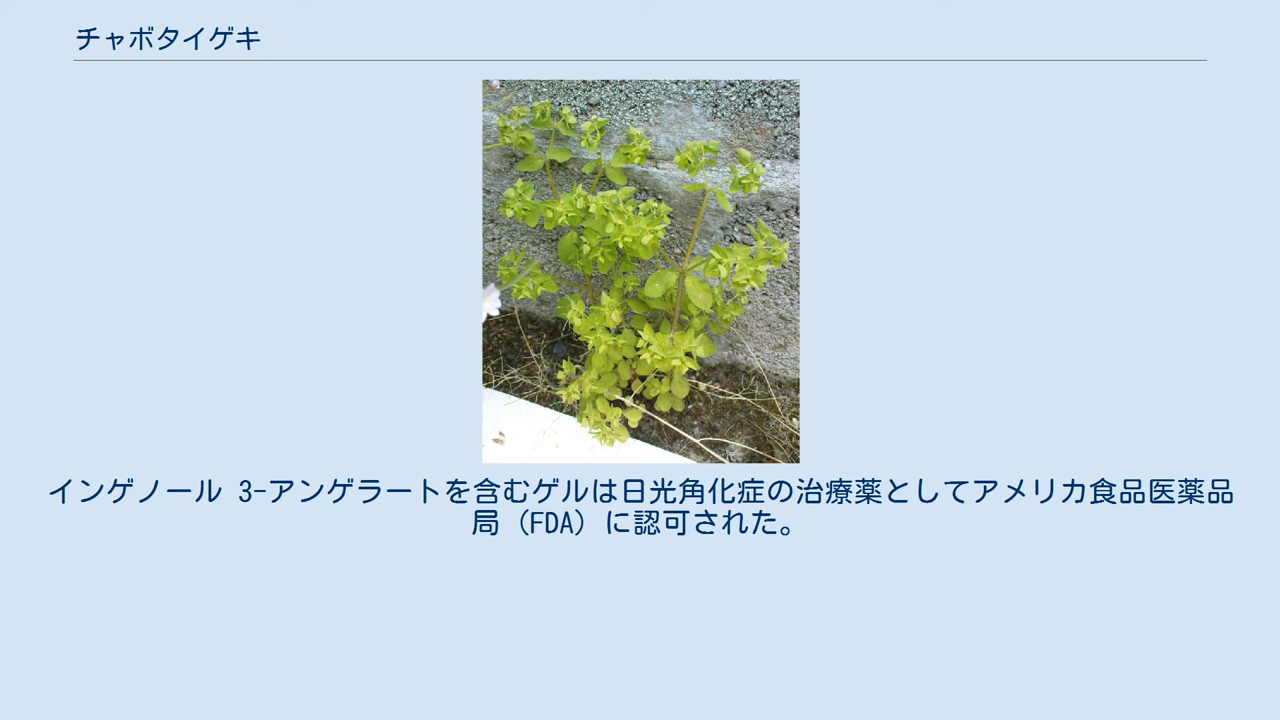 チャボタイゲキ
インゲノール 3-アンゲラートを含むゲルは日光角化症の治療薬としてアメリカ食品医薬品
局（FDA）に認可された。